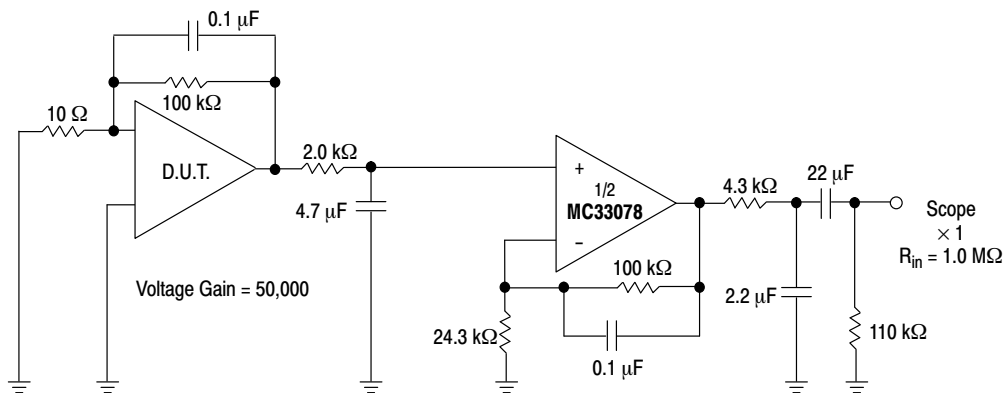 0.1 μF
100 kΩ
10 Ω
D.U.T.
2.0 kΩ
4.7 μF
Voltage Gain = 50,000
+
1/2
MC33078
–
100 kΩ
24.3 kΩ
0.1 μF
4.3 kΩ
22 μF
2.2 μF
110 kΩ
Scope
× 1
Rin = 1.0 MΩ